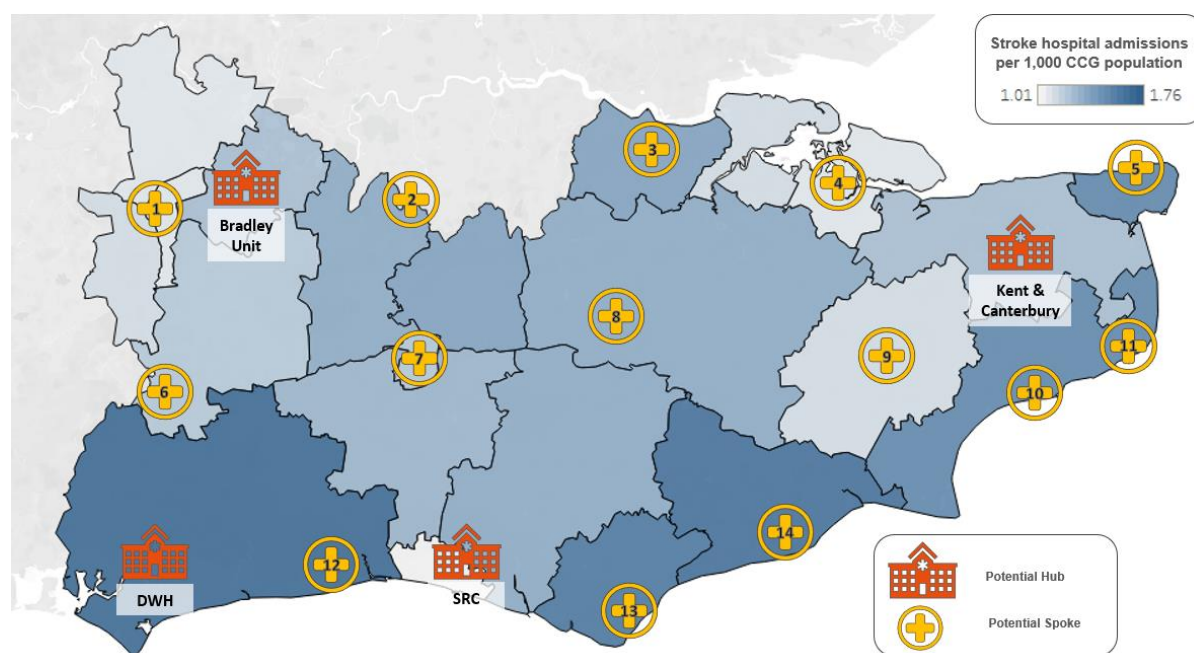 Stroke hospital admissions
per 1,000 CCG population
1.01 1.76
3
5
4
2
1
Bradley
Unit
Kent &
Canterbury
8
11
7
9
6
10
14
12
DWH
SRC
13
Potential Hub
Potential Spoke